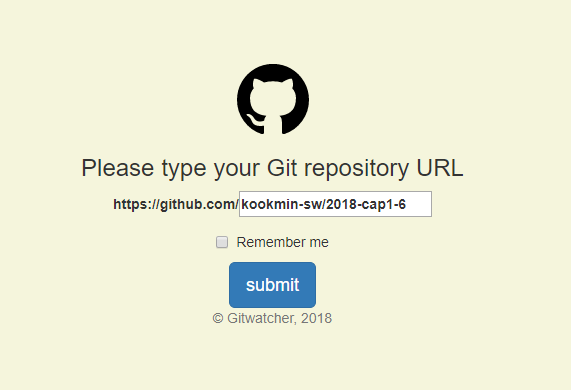 Please type your Git repository URL
https://github.com/kookmin-sw/2018-cap1-6
Remember me
submit
© Gitwatcher, 2018